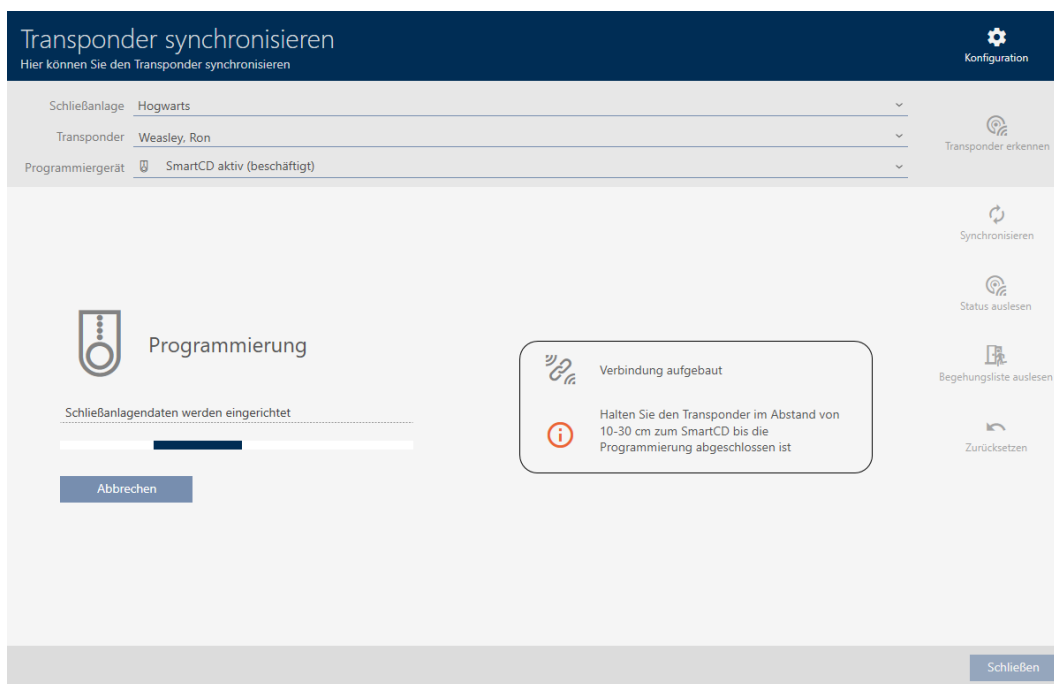 Transponder synchronisieren
Hier können Sie den Transponder synchronisieren
Konfiguration
Schließanlage Hogwarts
Transponder Weasley, Ron
Programmiergerät SmartCD aktiv (beschäftigt)
Transponder erkennen
Synchronisieren
Status auslesen
Begehungsliste auslesen
Zurücksetzen
Programmierung
Schließanlagendaten werden eingerichtet
Abbrechen
Verbindung aufgebaut
Halten Sie den Transponder im Abstand von
10-30 cm zum SmartCD bis die
Programmierung abgeschlossen ist
Schließen